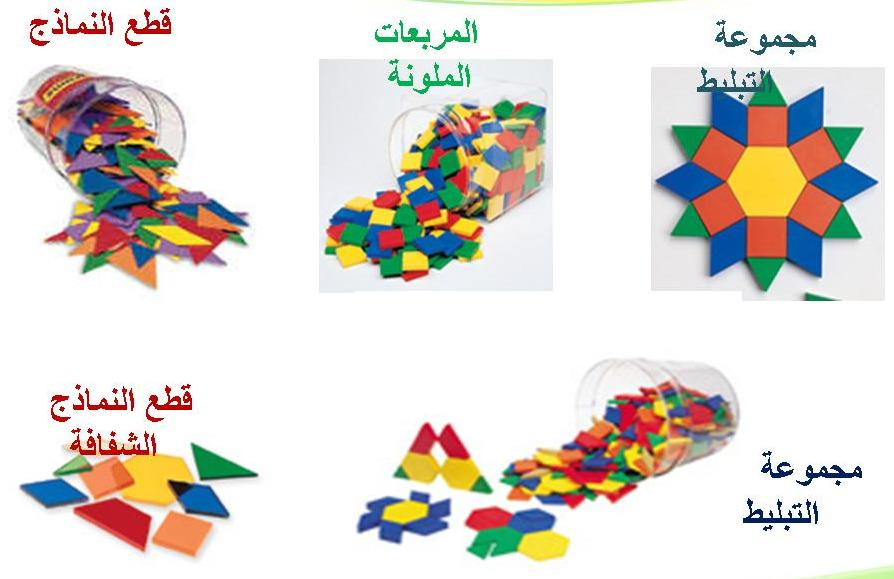 مجموعة
التبليط
المربعات
الملونة
قطع النماذج
قطع النماذج
الشفافة
مجموعة
التبليط